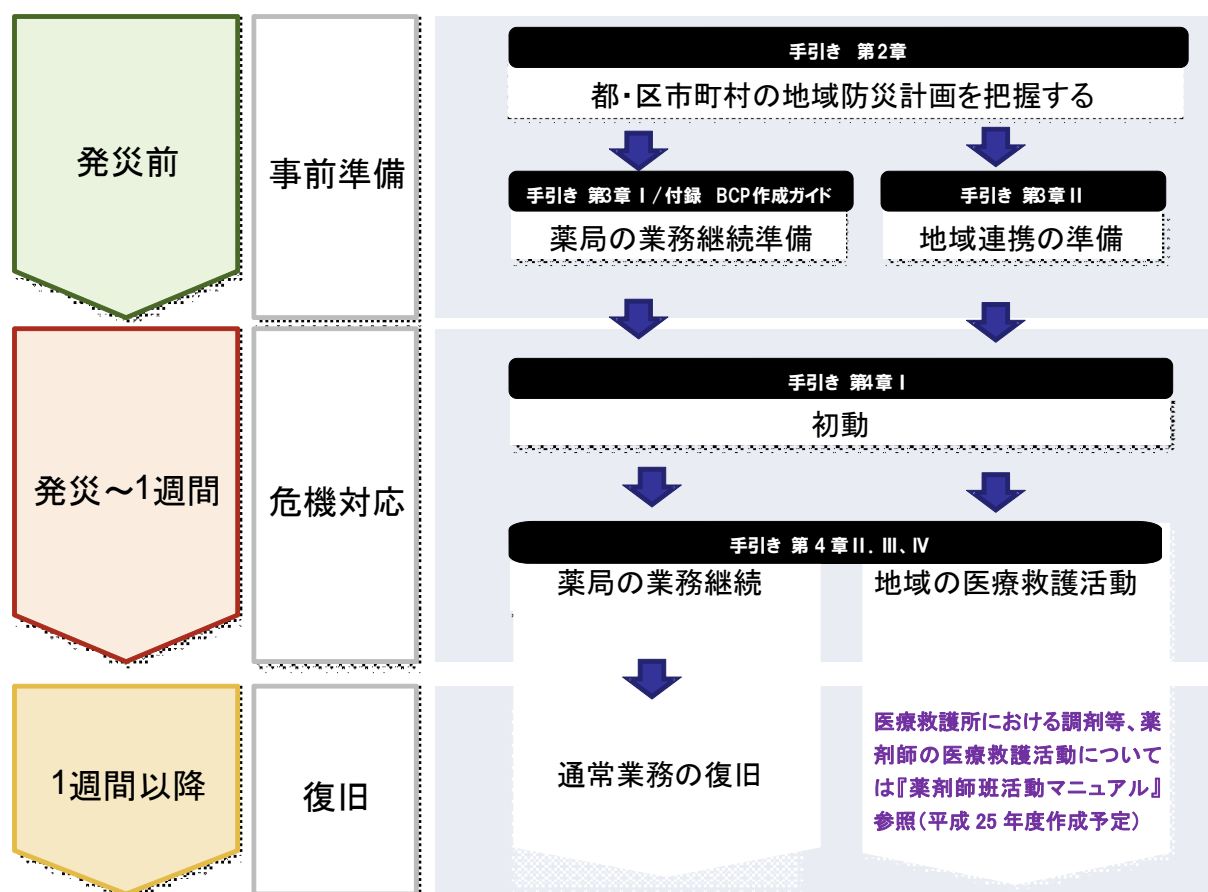 発災前
事前準備
手引き 第2章
都・区市町村の地域防災計画を把握する
手引き 第3章Ⅰ/付録 BCP作成ガイド
薬局の業務継続準備
手引き 第3章II
地域連携の準備
発災～1週間
危機対応
手引き 第4章Ⅰ
初動
手引き 第4章II．III、IV
薬局の業務継続
地域の医療救護活動
1週間以降
復旧
通常業務の復旧
医療救護所における調剤等、薬
剤師の医療救護活動について
は『薬剤師班活動マニュアル』
参照(平成25年度作成予定)